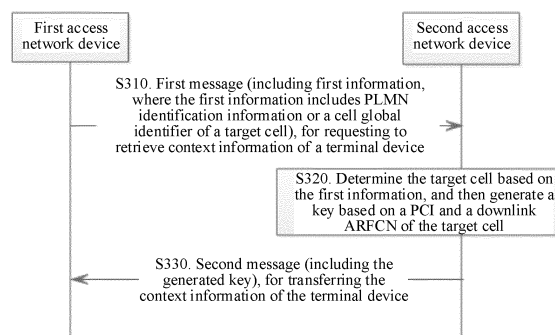 First access
network device
Second access
network device
S310. First message (including first information,
where the first information includes PLMN
identification information or a cell global
identifier of a target cell), for requesting to
retrieve context information of a terminal device
S320. Determine the target cell based on
the first information, and then generate a
key based on a PCI and a downlink
ARFCN of the target cell
S330. Second message (including the
generated key), for transferring the
context information of the terminal device